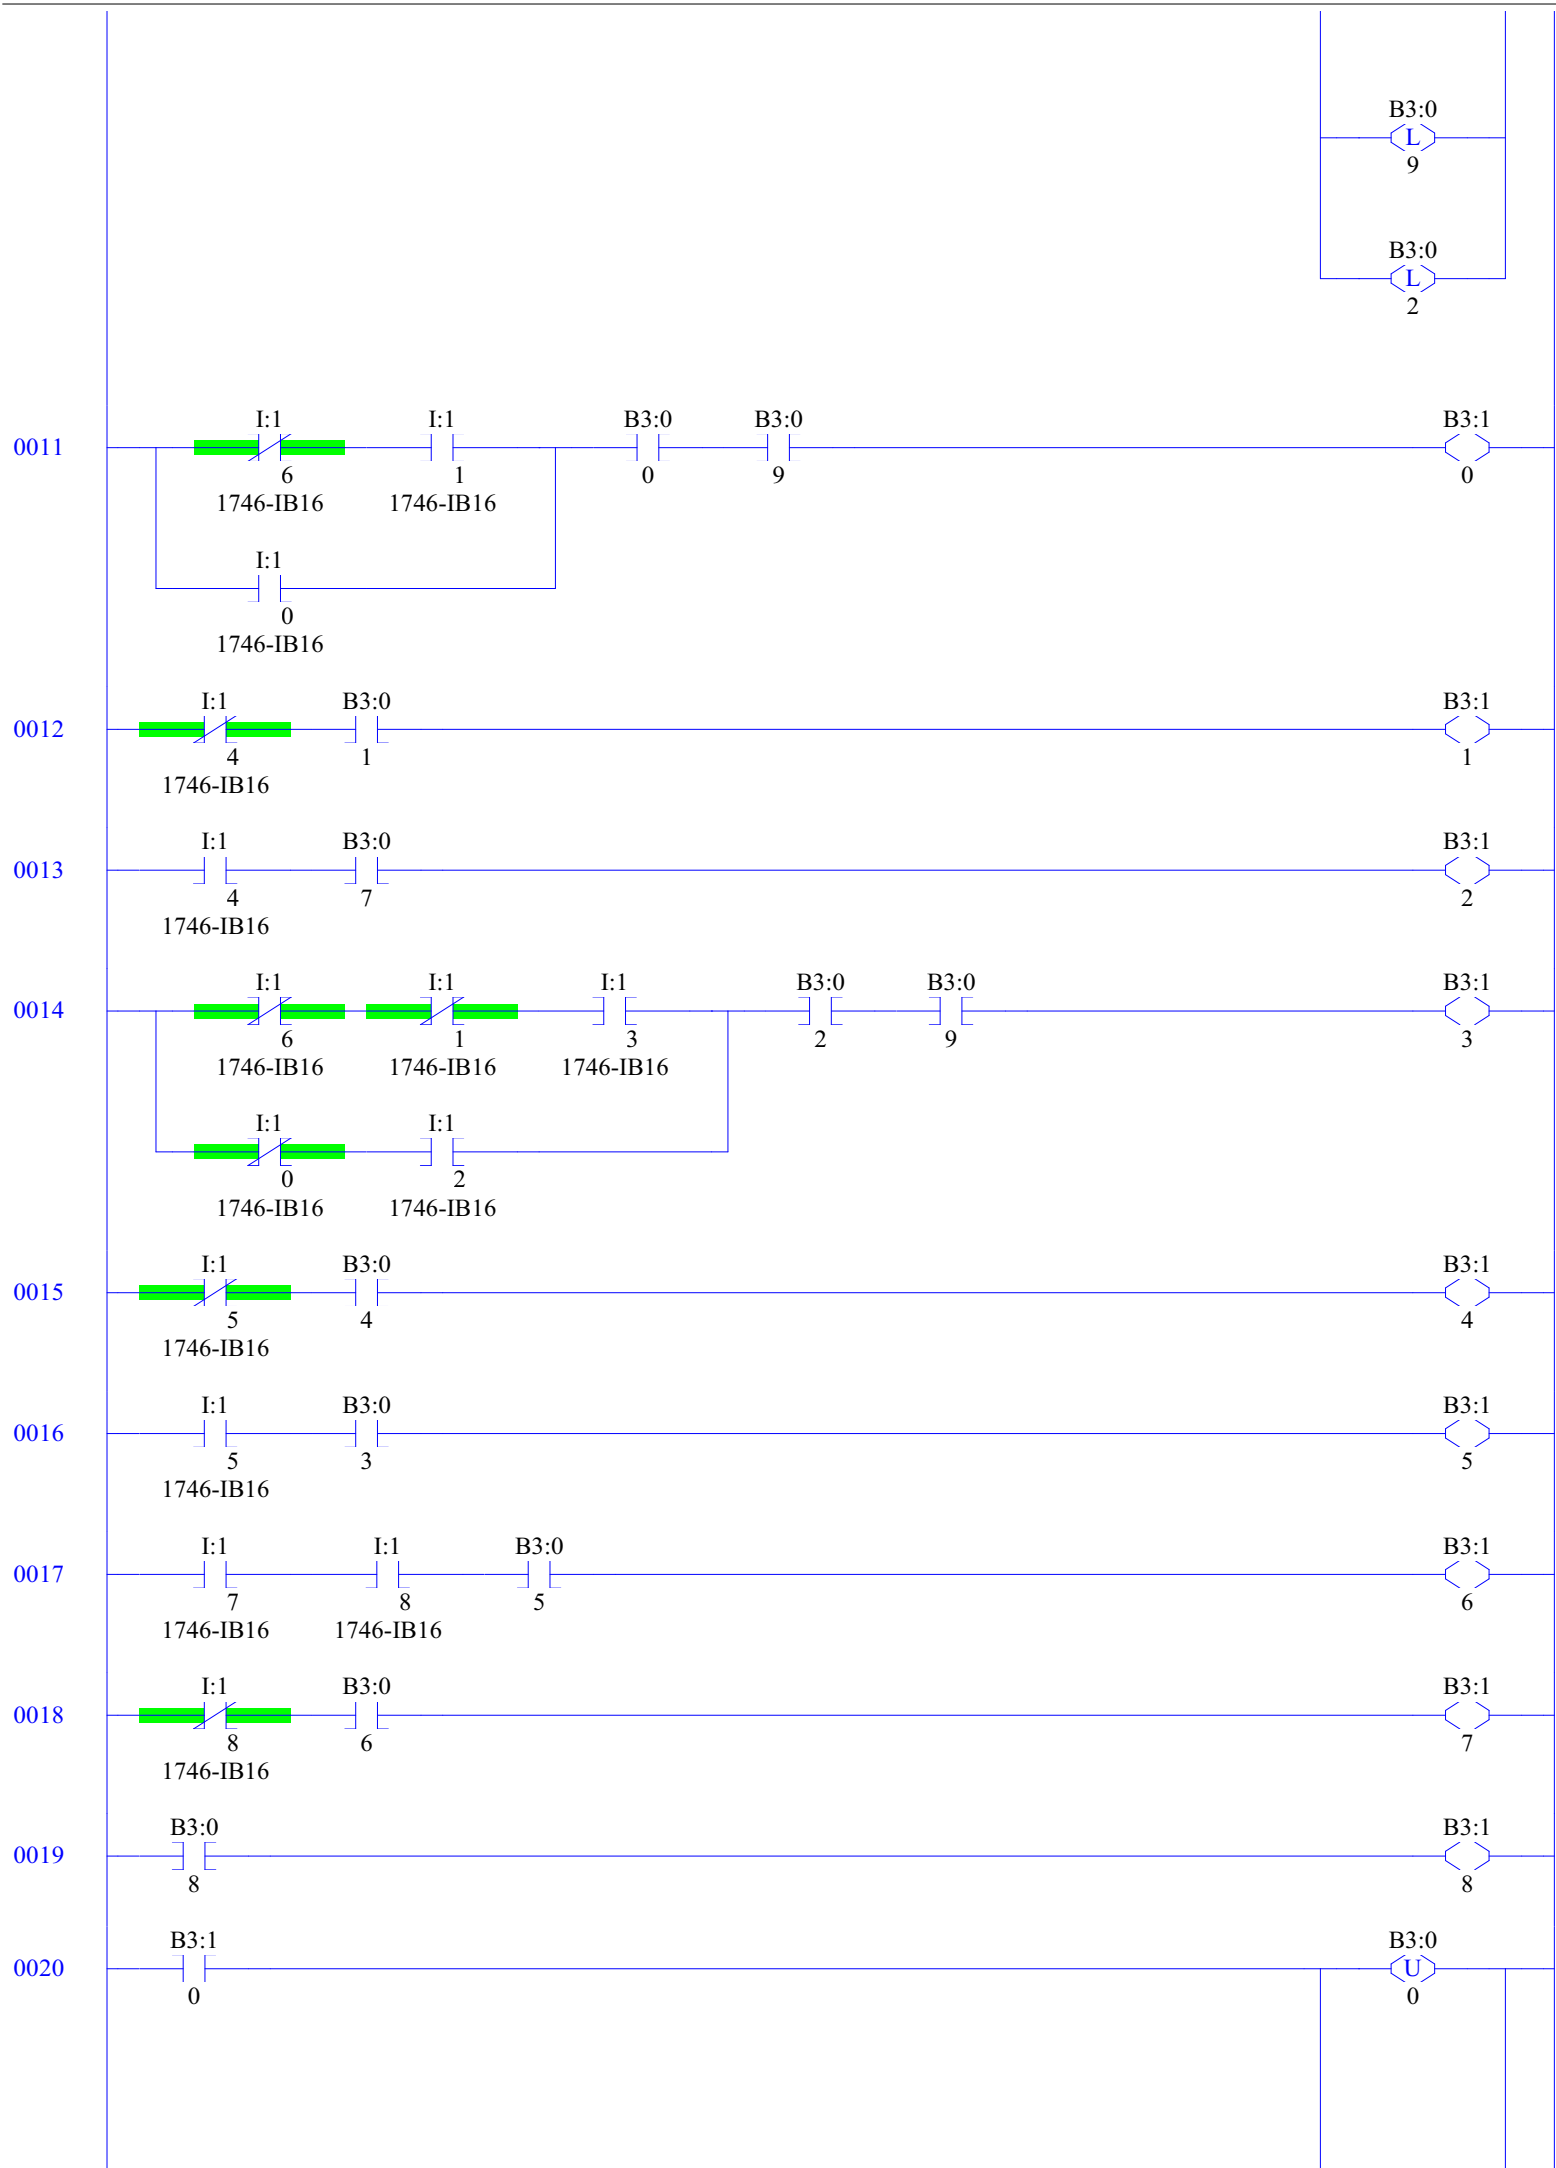 B3:0
L
9
B3:0
L
2
I:1 I:1 B3:0 B3:0 B3:1
0011
6 1 0 9 0
1746-IB16 1746-IB16
I:1
0
1746-IB16
I:1 B3:0 B3:1
0012
4 1 1
1746-IB16
I:1 B3:0 B3:1
0013
4 7 2
1746-IB16
I:1 I:1 I:1 B3:0 B3:0 B3:1
0014
6 1 3 2 9 3
1746-IB16 1746-IB16 1746-IB16
I:1 I:1
0 2
1746-IB16 1746-IB16
I:1 B3:0 B3:1
0015
5 4 4
1746-IB16
I:1 B3:0 B3:1
0016
5 3 5
1746-IB16
I:1 I:1 B3:0 B3:1
0017
7 8 5 6
1746-IB16 1746-IB16
I:1 B3:0 B3:1
0018
8 6 7
1746-IB16
B3:0 B3:1
0019
8 8
B3:1 B3:0
0020 U
0 0